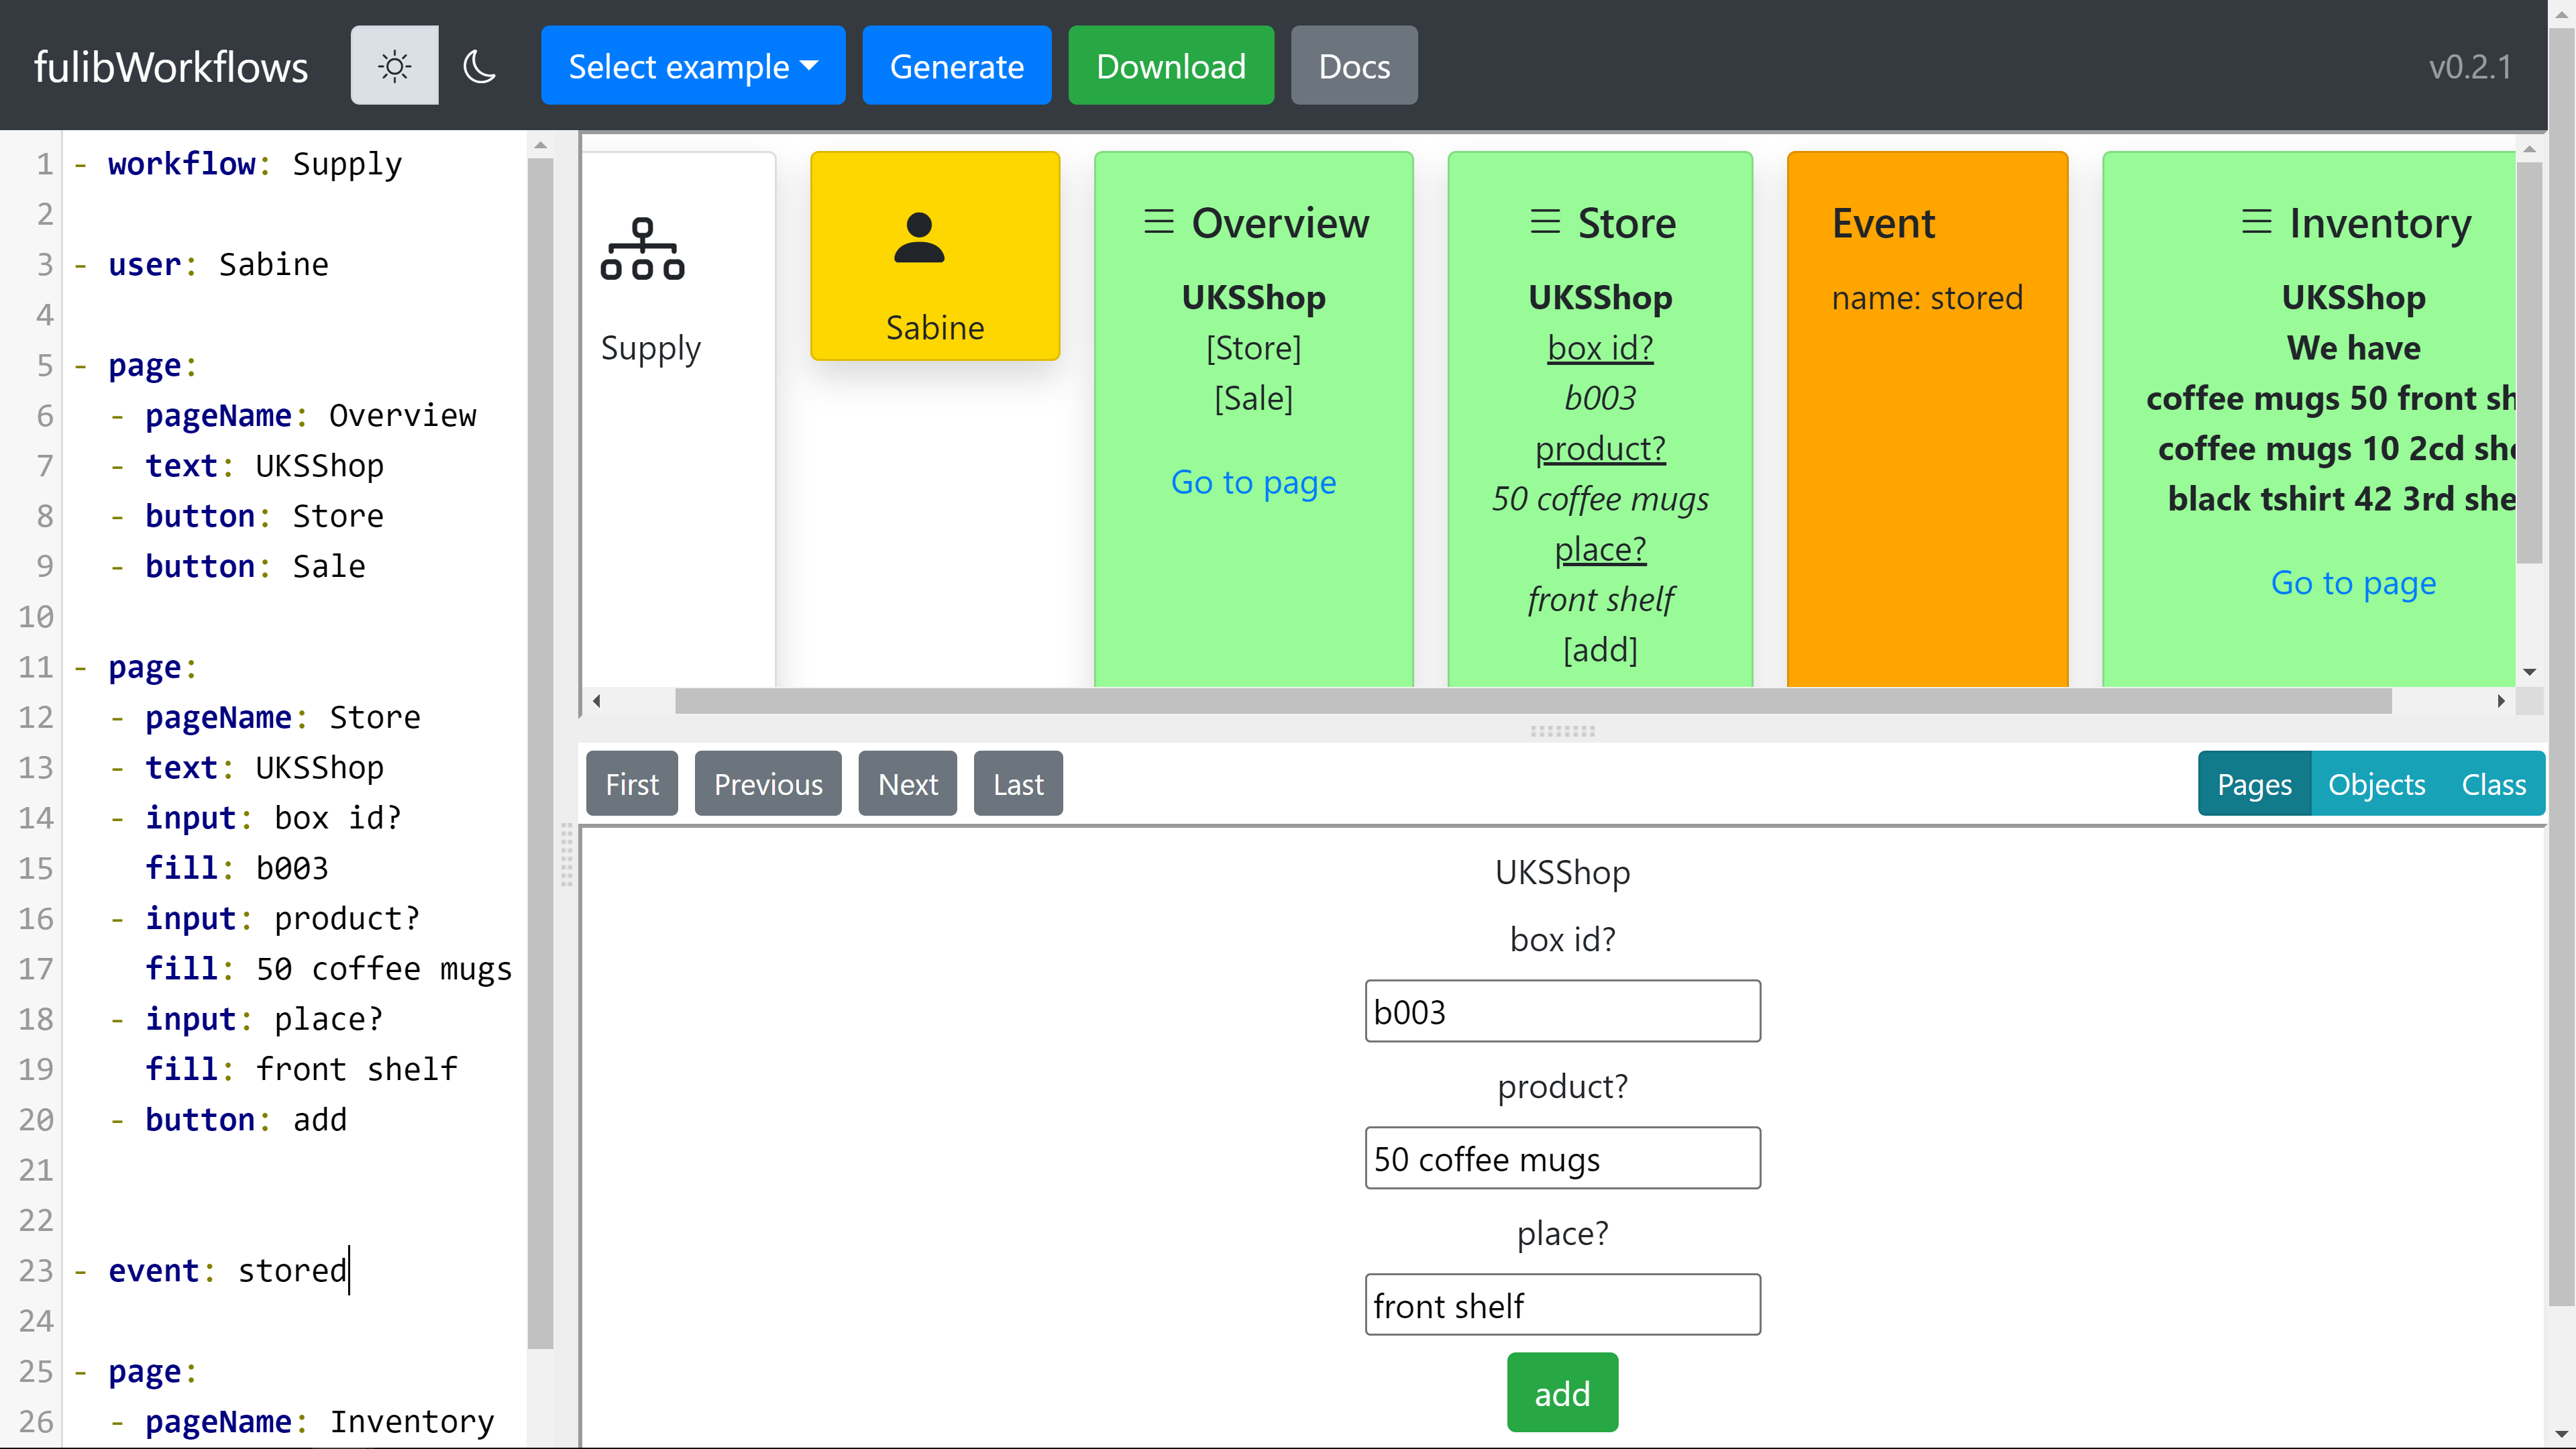 fulibWorkflows
Select example
Generate
Download
Docs
v0.2.1
1 - workflow: Supply
2
3 - user: Sabine
4
5 - page:
6 - pageName: Overview
7 - text: UKSShop
8 - button: Store
9 - button: Sale
10
11 - page:
12 - pageName: Store
13 - text: UKSShop
14 - input: box id?
15 fill: b003
16 - input: product?
17 fill: 50 coffee mugs
18 - input: place?
19 fill: front shelf
20 - button: add
21
22
23 - event: stored
24
25 - page:
26 - pageName: Inventory
Supply
Sabine
Overview
UKSShop
[Store]
[Sale]
Go to page
Store
UKSShop
box id?
b003
product?
50 coffee mugs
place?
front shelf
[add]
Event
name: stored
Inventory
UKSShop
We have
coffee mugs 50 front sh
coffee mugs 10 2cd she
black tshirt 42 3rd she
Go to page
First
Previous
Next
Last
Pages
Objects
Class
UKSShop
box id?
b003
product?
50 coffee mugs
place?
front shelf
add